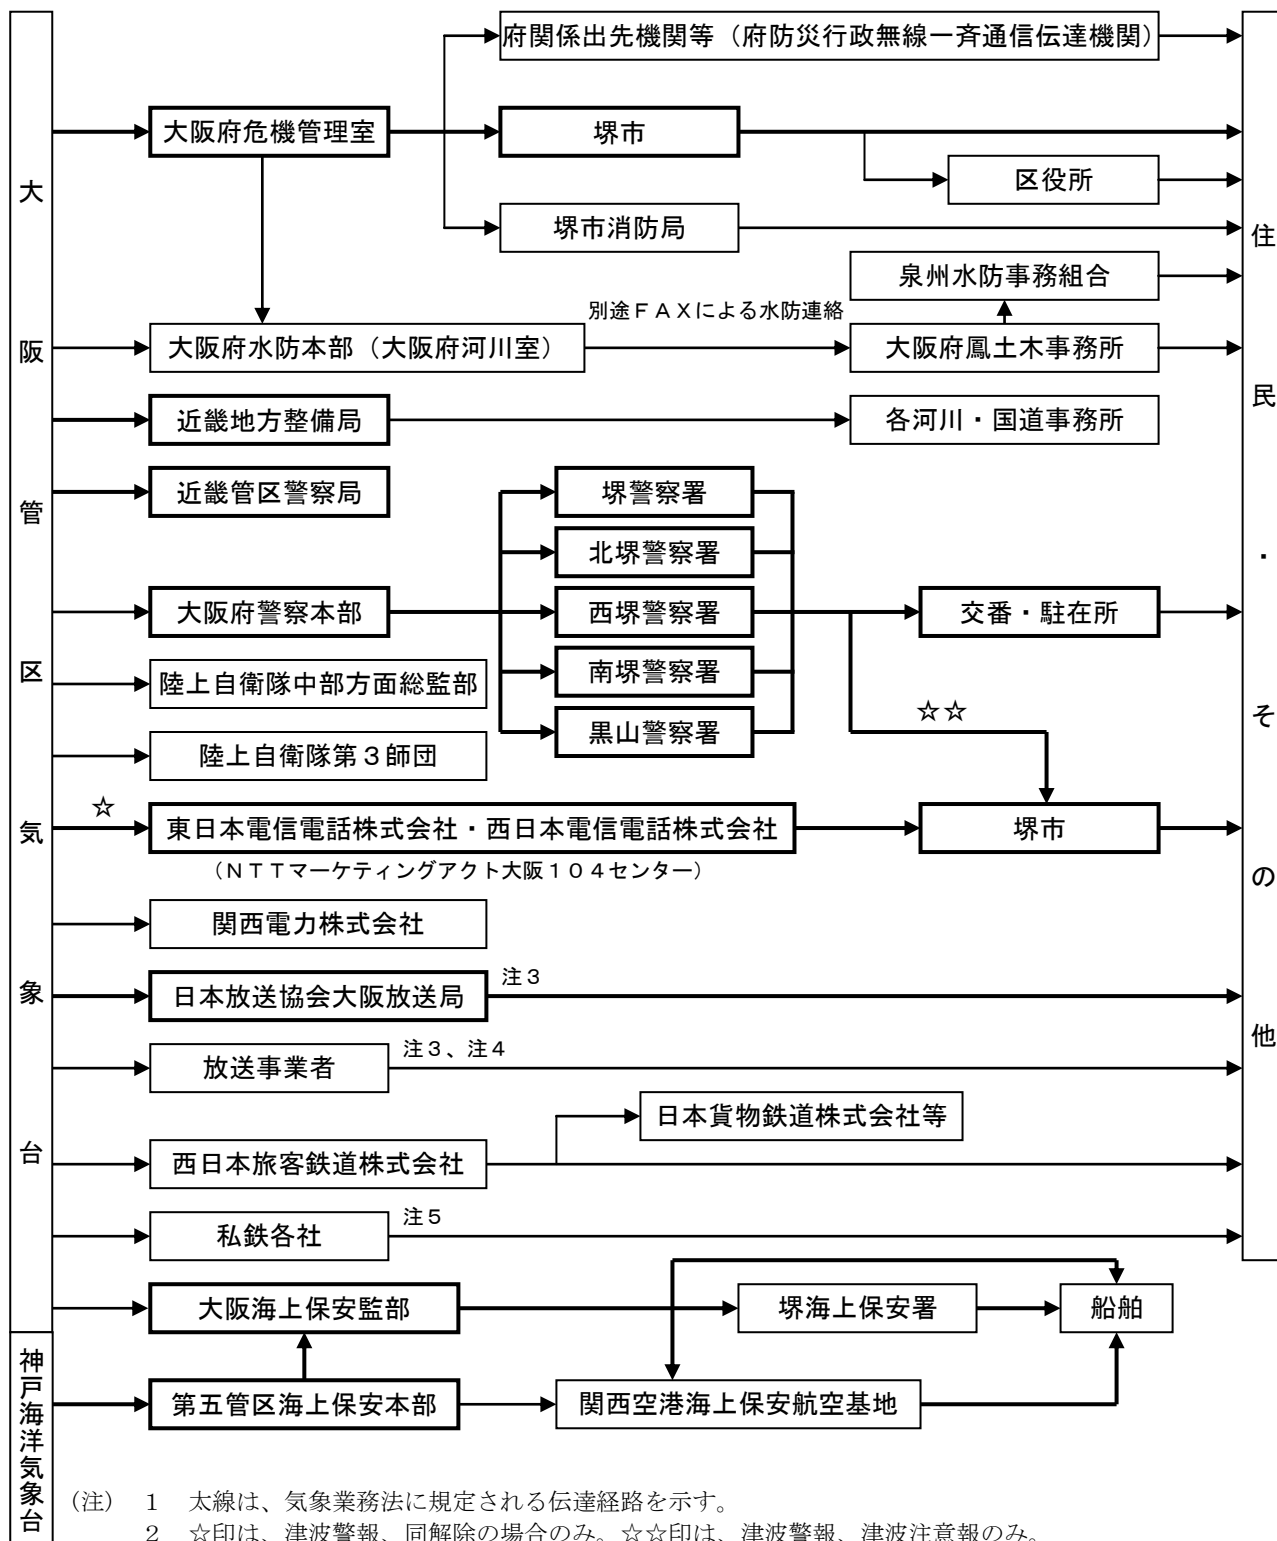 大阪管区気象台
神戸海洋気象台
府関係出先機関等（府防災行政無線一斉通信伝達機関）
大阪府危機管理室
堺市
区役所
堺市消防局
泉州水防事務組合
別途ＦＡＸによる水防連絡
大阪府水防本部（大阪府河川室）
大阪府鳳土木事務所
近畿地方整備局
各河川・国道事務所
近畿管区警察局
堺警察署
北堺警察署
大阪府警察本部
西堺警察署
交番・駐在所
南堺警察署
陸上自衛隊中部方面総監部
黒山警察署
☆☆
陸上自衛隊第３師団
☆
東日本電信電話株式会社・西日本電信電話株式会社
堺市
（ＮＴＴマーケティングアクト大阪１０４センター）
関西電力株式会社
日本放送協会大阪放送局
注３
放送事業者
注３、注４
日本貨物鉄道株式会社等
西日本旅客鉄道株式会社
私鉄各社
注５
大阪海上保安監部
堺海上保安署
船舶
第五管区海上保安本部
関西空港海上保安航空基地
住民・その他
（注） １ 太線は、気象業務法に規定される伝達経路を示す。
２ ☆印は、津波警報、同解除の場合のみ。☆☆印は、津波警報、津波注意報のみ。